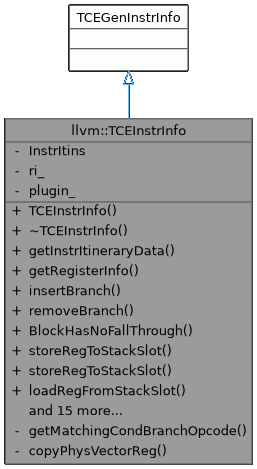 TCEGenInstrInfo
llvm::TCEInstrInfo
- InstrItins
- ri_
- plugin_
+ TCEInstrInfo()
+ ~TCEInstrInfo()
+ getInstrItineraryData()
+ getRegisterInfo()
+ insertBranch()
+ removeBranch()
+ BlockHasNoFallThrough()
+ storeRegToStackSlot()
+ storeRegToStackSlot()
+ loadRegFromStackSlot()
and 15 more...
- getMatchingCondBranchOpcode()
- copyPhysVectorReg()